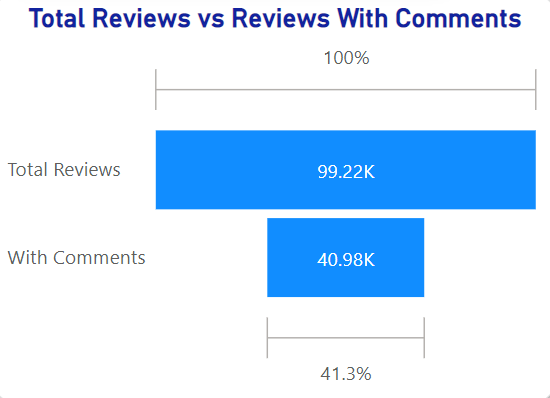 Total Reviews vs Reviews With Comments
100%
Total Reviews 99.22K
With Comments 40.98K
41.3%